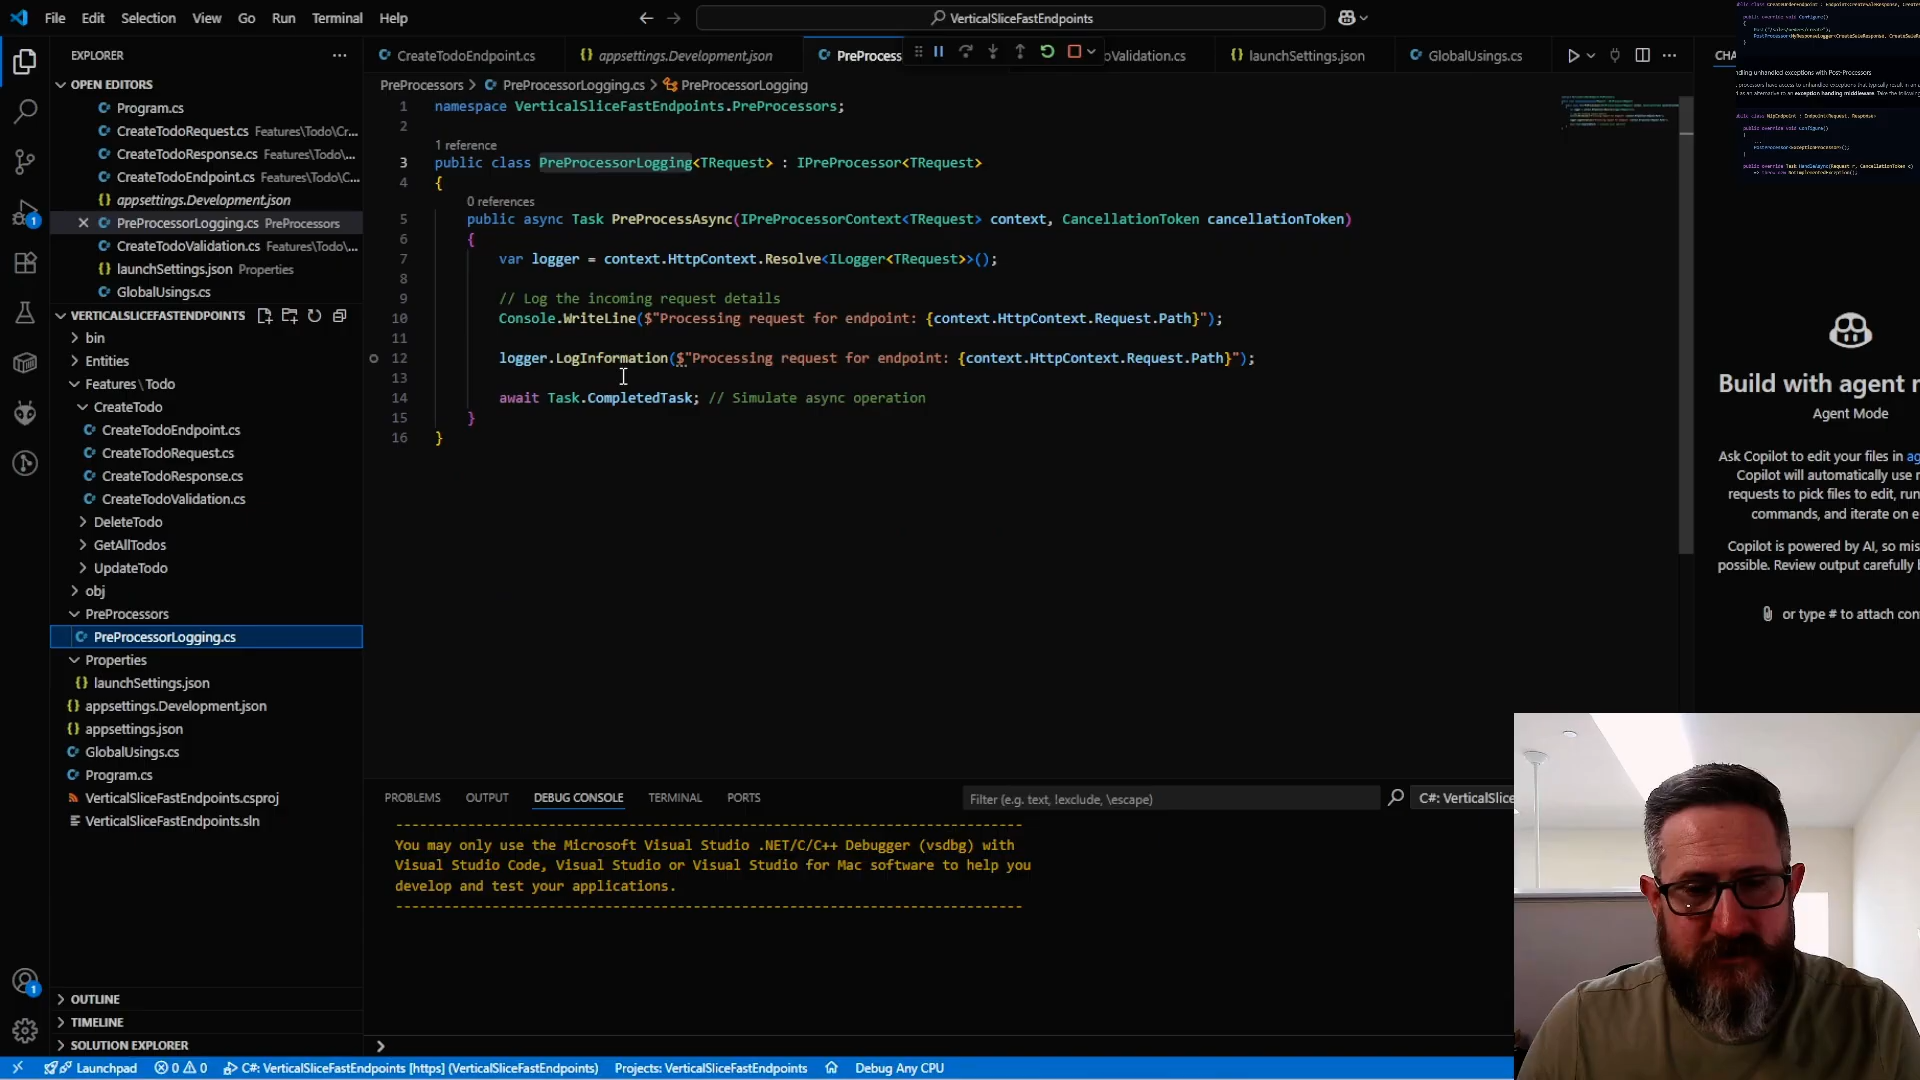 File Edit Selection View Go Run Terminal Help
VerticalSliceFastEndpoints
EXPLORER
OPEN EDITORS
Program.cs
CreateTodoRequest.cs Features\Todo\Cr...
CreateTodoResponse.cs Features\Todo\...
CreateTodoEndpoint.cs Features\Todo\C...
appsettings.Development.json
PreProcessorLogging.cs PreProcessors
CreateTodoValidation.cs Features\Todo\...
launchSettings.json Properties
GlobalUsings.cs
VERTICALSLICEFASTENDPOINTS
bin
Entities
Features \ Todo
CreateTodo
CreateTodoEndpoint.cs
CreateTodoRequest.cs
CreateTodoResponse.cs
CreateTodoValidation.cs
DeleteTodo
GetAllTodos
UpdateTodo
obj
PreProcessors
PreProcessorLogging.cs
Properties
launchSettings.json
appsettings.Development.json
appsettings.json
GlobalUsings.cs
Program.cs
VerticalSliceFastEndpoints.csproj
VerticalSliceFastEndpoints.sln
OUTLINE
TIMELINE
SOLUTION EXPLORER
CreateTodoEndpoint.cs appsettings.Development.json PreProcess oValidation.cs launchSettings.json GlobalUsings.cs
PreProcessors > PreProcessorLogging.cs > PreProcessorLogging
1 namespace VerticalSliceFastEndpoints.PreProcessors;
2
1 reference
3 public class PreProcessorLogging<TRequest> : IPreProcessor<TRequest>
4 {
0 references
5 public async Task PreProcessAsync(IPreProcessorContext<TRequest> context, CancellationToken cancellationToken)
6 {
7 var logger = context.HttpContext.Resolve<ILogger<TRequest>>();
8
9 // Log the incoming request details
10 Console.WriteLine($"Processing request for endpoint: {context.HttpContext.Request.Path}");
11
12 logger.LogInformation($"Processing request for endpoint: {context.HttpContext.Request.Path}");
13
14 await Task.CompletedTask; // Simulate async operation
15 }
16 }
PROBLEMS OUTPUT DEBUG CONSOLE TERMINAL PORTS
Filter (e.g. text, !exclude, \escape)
C#: VerticalSlice
You may only use the Microsoft Visual Studio .NET/C/C++ Debugger (vsdbg) with
Visual Studio Code, Visual Studio or Visual Studio for Mac software to help you
develop and test your applications.
CHA
ndling unhandled exceptions with Post-Processors
Build with agent m
Agent Mode
Ask Copilot to edit your files in ag
Copilot will automatically use m
requests to pick files to edit, run
commands, and iterate on e
Copilot is powered by AI, so mis
possible. Review output carefully b
or type # to attach cont
1
1
Launchpad 0 0 C#: VerticalSliceFastEndpoints [https] (VerticalSliceFastEndpoints) Projects: VerticalSliceFastEndpoints Debug Any CPU